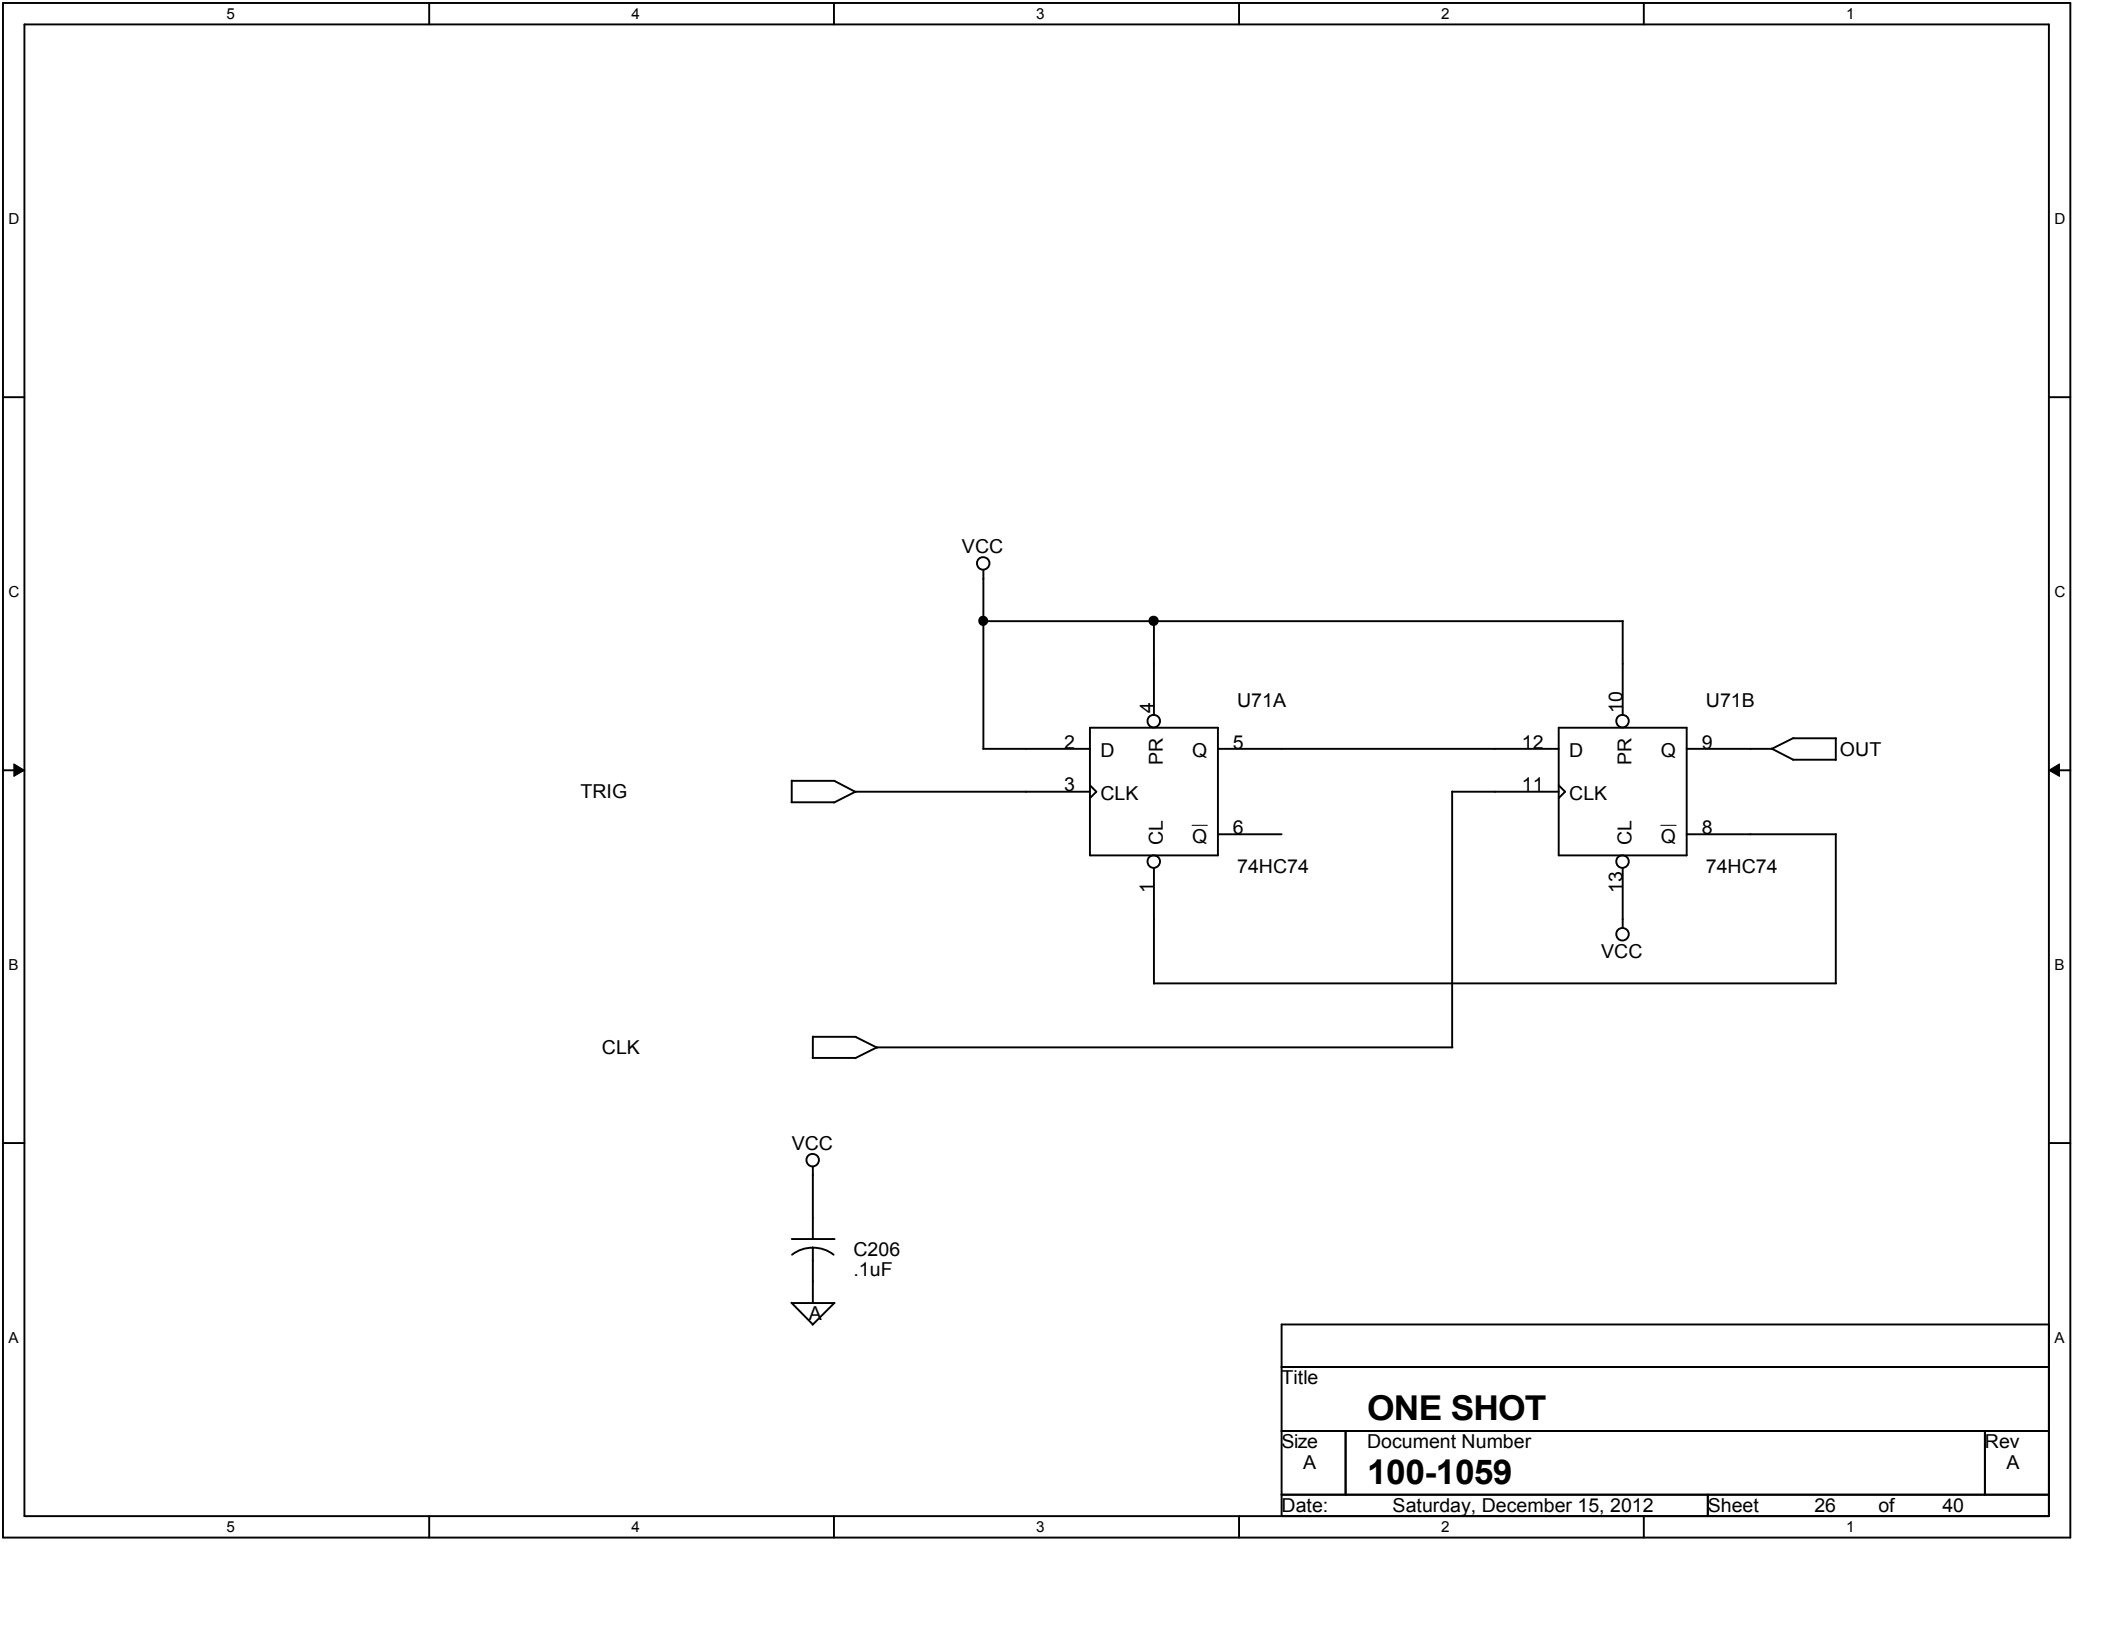 5 4 3 2 1
D D
VCC
C C
U71A U71B
4 10
2 D PR Q 5 12 D PR Q 9 OUT
TRIG 3 CLK 11 CLK
CL Q 6 CL Q 8
74HC74 74HC74
1 13
VCC
B B
CLK
VCC
C206
.1uF
A
A A
Title
ONE SHOT
Size Document Number Rev
A 100-1059 A
Date: Saturday, December 15, 2012 Sheet 26 of 40
5 4 3 2 1